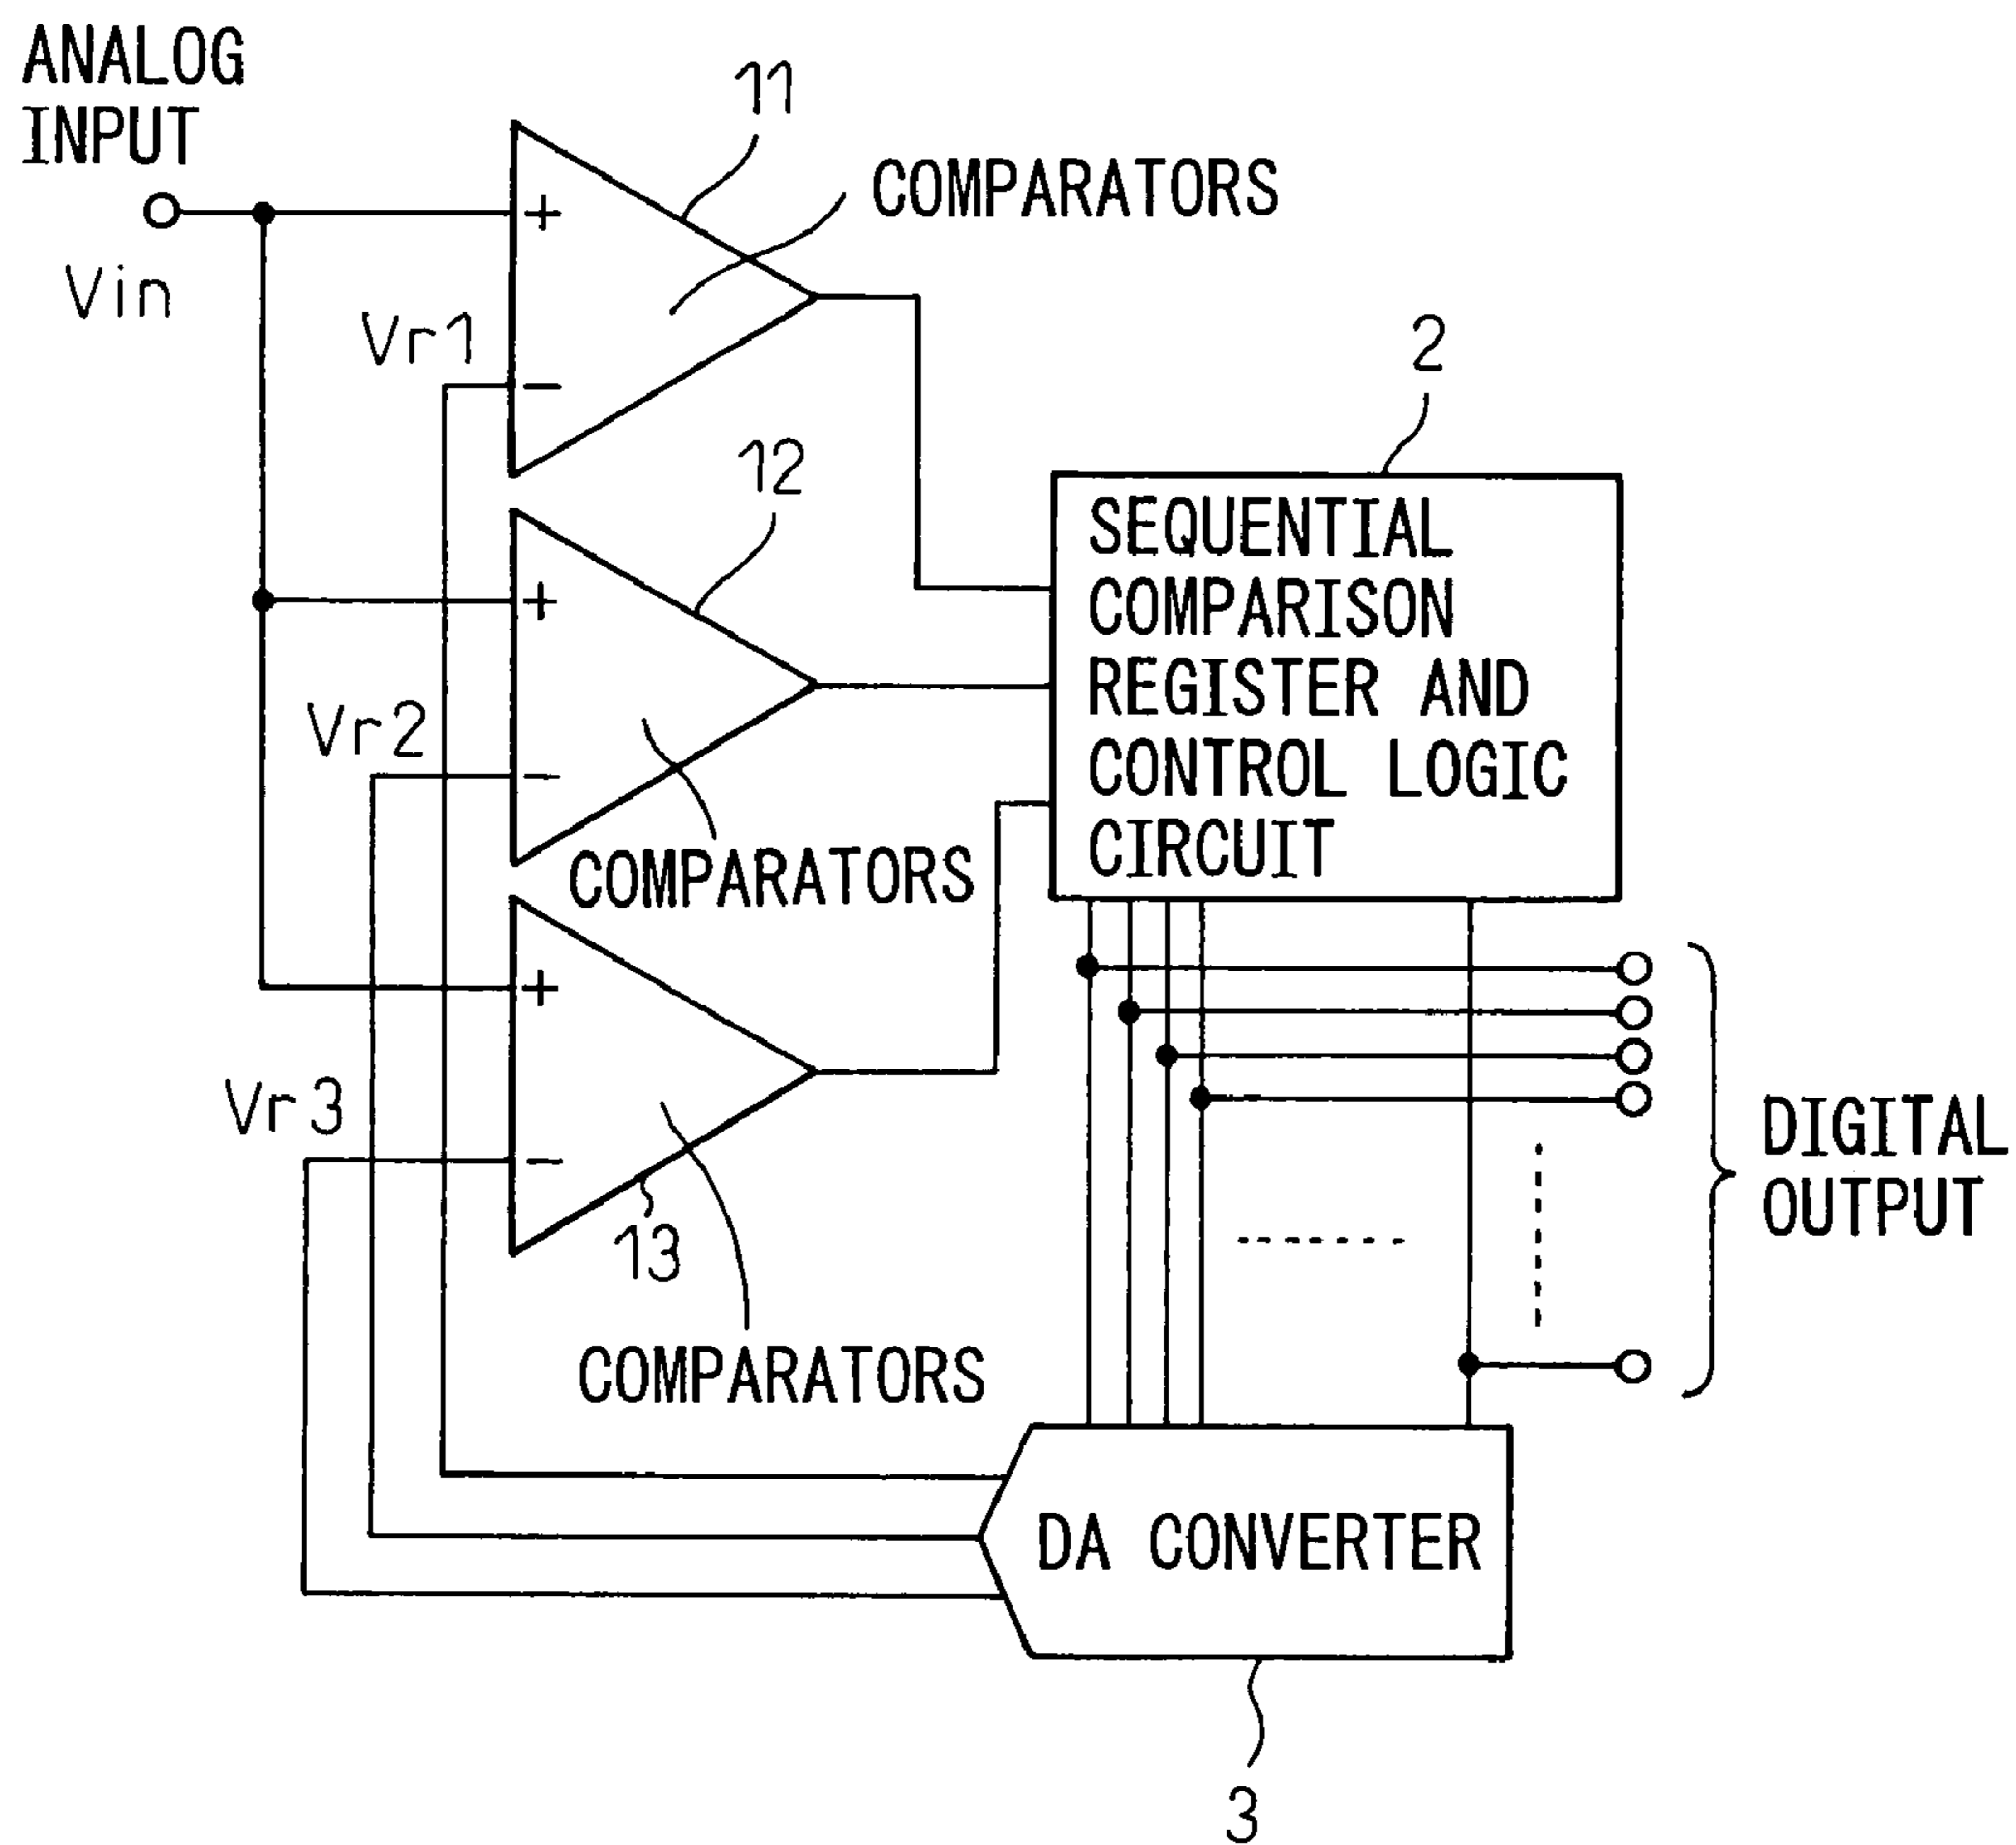 ANALOG
INPUT
Vin
11
COMPARATORS
+
Vr1
−
12
+
Vr2
−
COMPARATORS
+
Vr3
−
13
COMPARATORS
2
SEQUENTIAL
COMPARISON
REGISTER AND
CONTROL LOGIC
CIRCUIT
DIGITAL
OUTPUT
DA CONVERTER
3